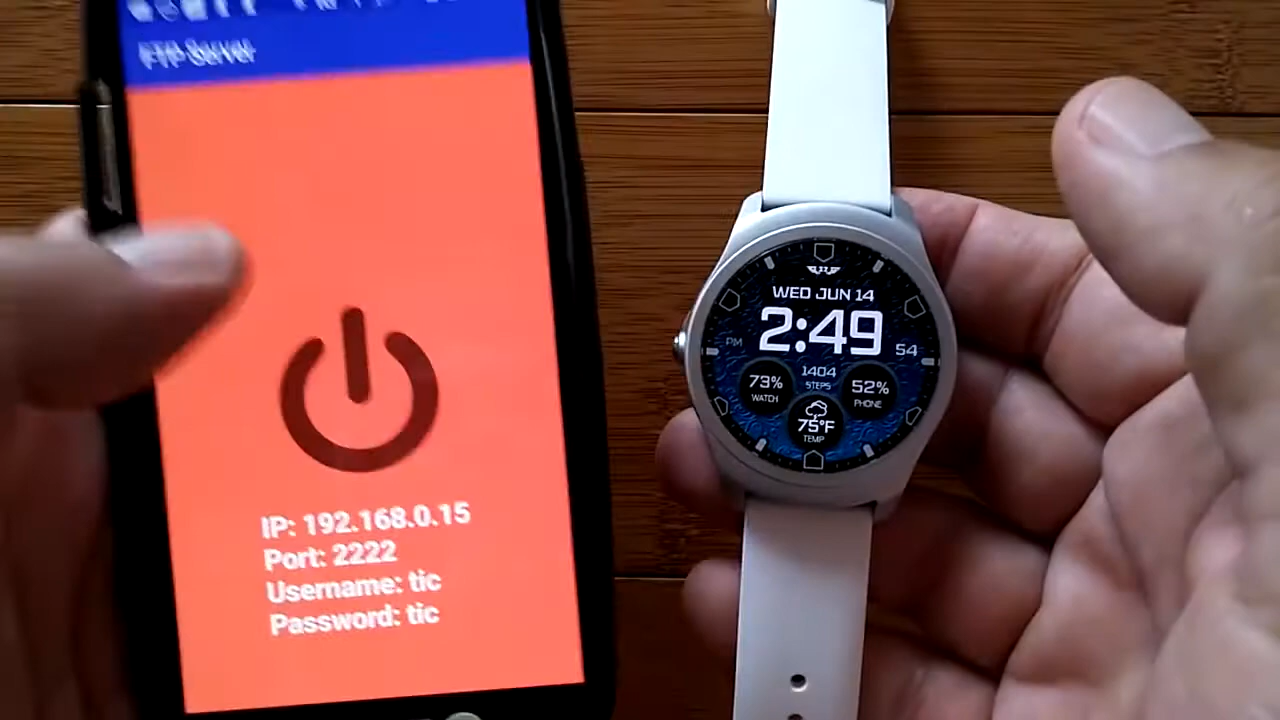 FTP Server
IP: 192.168.0.15
Port: 2222
Username: tic
Password: tic
WED JUN 14
PM 2:49 54
1404
STEPS
73%
WATCH
52%
PHONE
75°F
TEMP